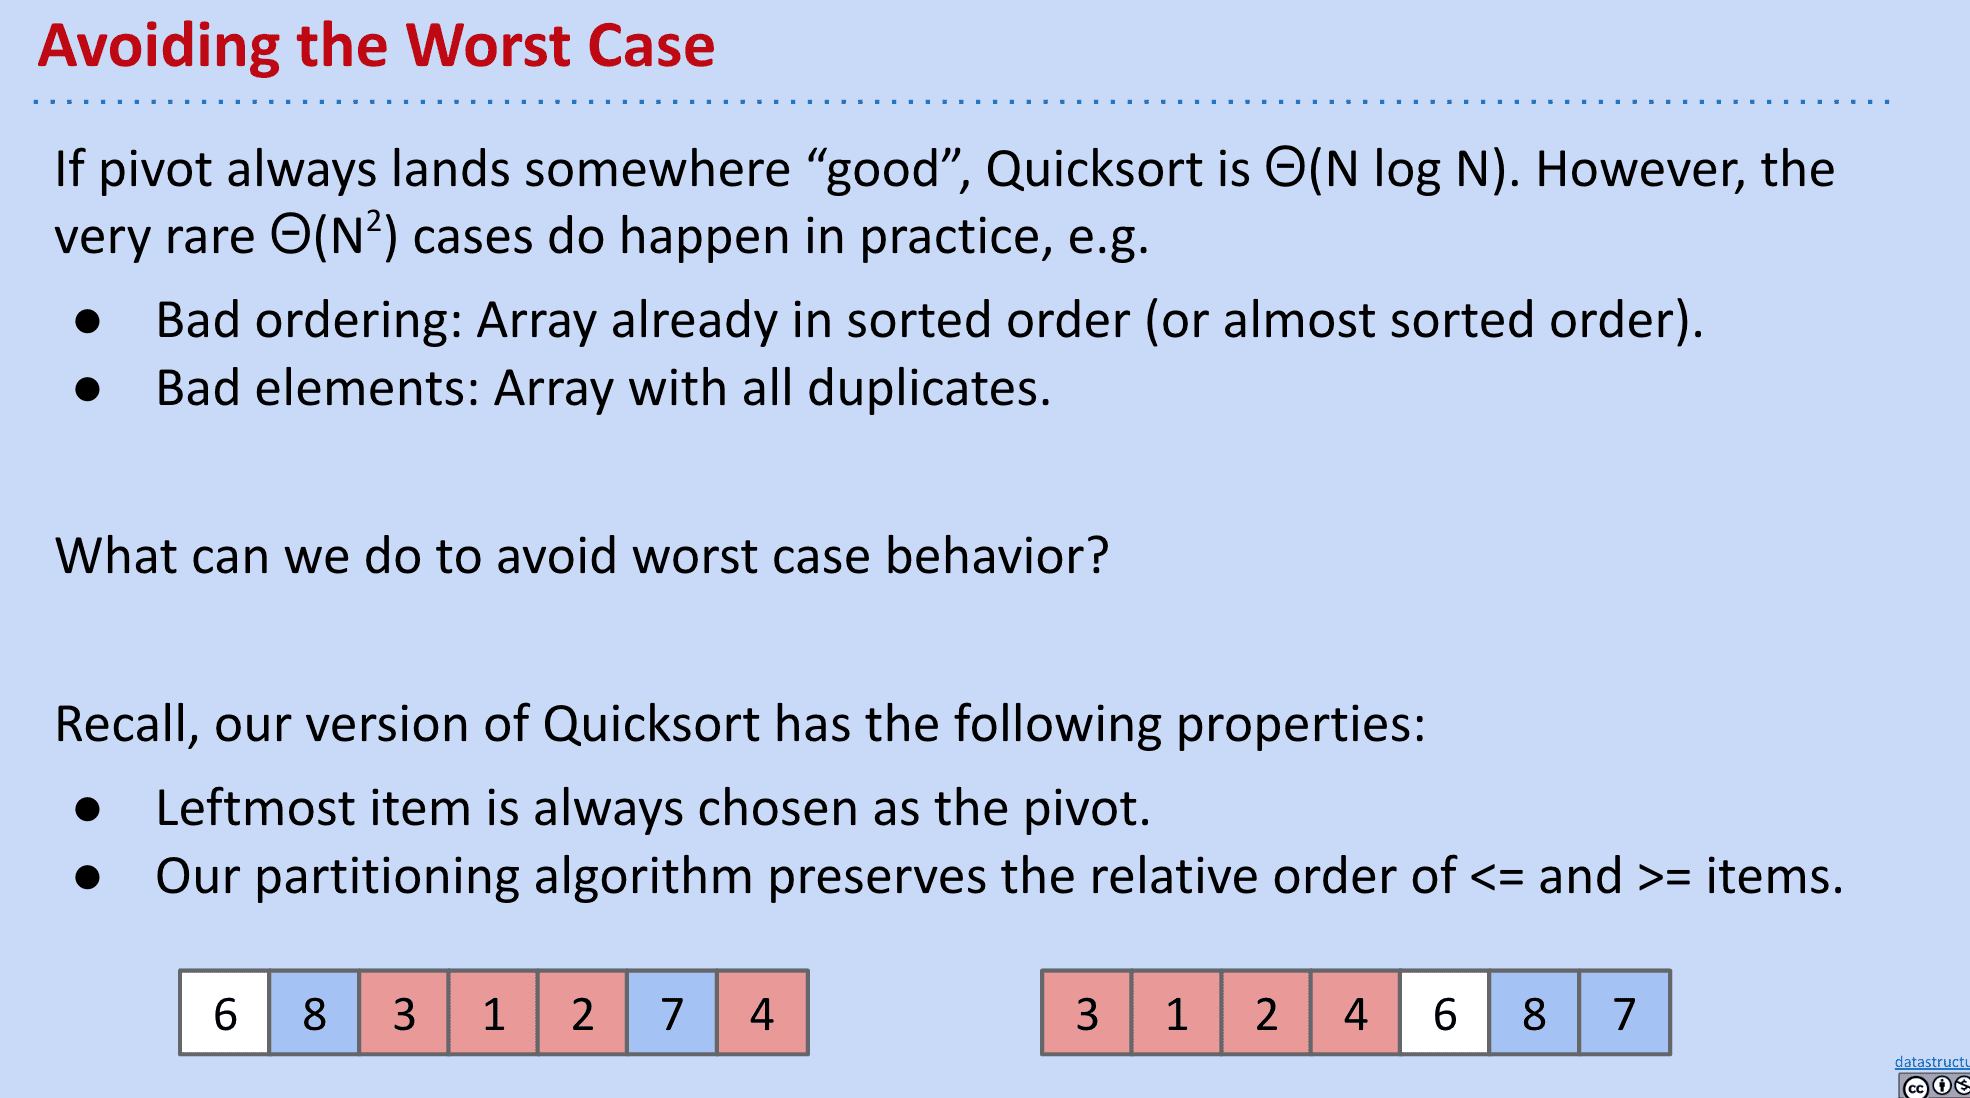 Avoiding the Worst Case
If pivot always lands somewhere “good”, Quicksort is Θ(N log N). However, the
very rare Θ(N²) cases do happen in practice, e.g.
● Bad ordering: Array already in sorted order (or almost sorted order).
● Bad elements: Array with all duplicates.
What can we do to avoid worst case behavior?
Recall, our version of Quicksort has the following properties:
● Leftmost item is always chosen as the pivot.
● Our partitioning algorithm preserves the relative order of <= and >= items.
6 8 3 1 2 7 4
3 1 2 4 6 8 7
datastructu
cc